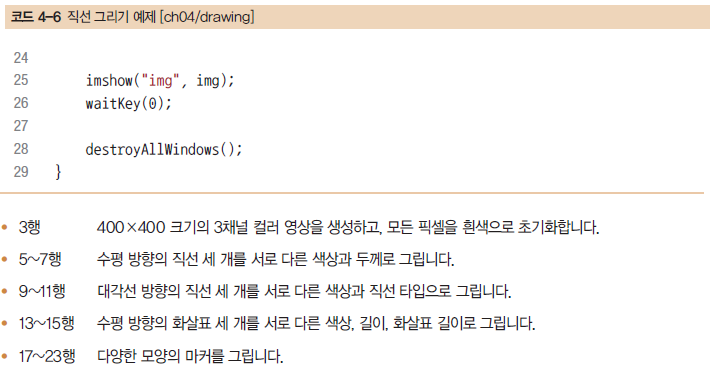 코드 4-6 직선 그리기 예제 [ch04/drawing]
24
25 imshow("img", img);
26 waitKey(0);
27
28 destroyAllWindows();
29 }
• 3행 400×400 크기의 3채널 컬러 영상을 생성하고, 모든 픽셀을 흰색으로 초기화합니다.
• 5~7행 수평 방향의 직선 세 개를 서로 다른 색상과 두께로 그립니다.
• 9~11행 대각선 방향의 직선 세 개를 서로 다른 색상과 직선 타입으로 그립니다.
• 13~15행 수평 방향의 화살표 세 개를 서로 다른 색상, 길이, 화살표 길이로 그립니다.
• 17~23행 다양한 모양의 마커를 그립니다.